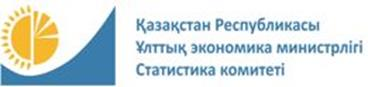 Қазақстан Республикасы
Ұлттық экономика министрлігі
Статистика комитеті